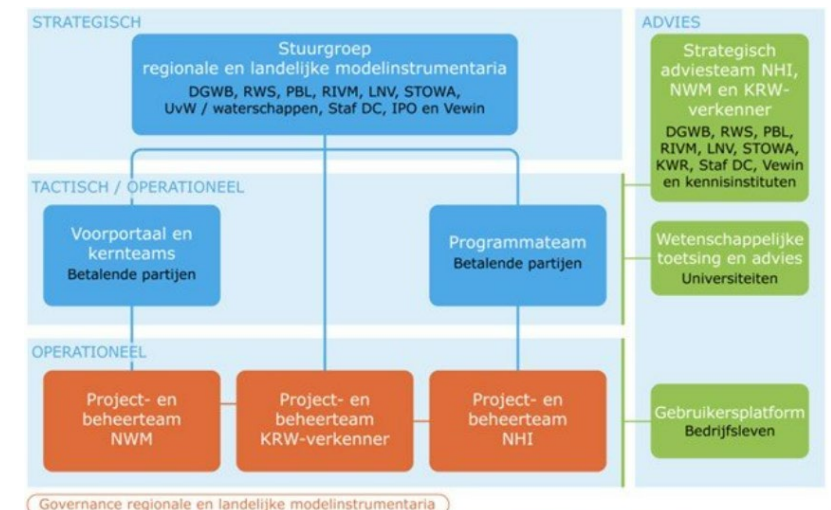 STRATEGISCH
Stuurgroep
regionale en landelijke modelinstrumentaria
DGWB, RWS, PBL, RIVM, LNV, STOWA,
UvW / waterschappen, Staf DC, IPO en Vewin
TACTISCH / OPERATIONEEL
Voorportaal en
kernteams
Betalende partijen
Programmateam
Betalende partijen
OPERATIONEEL
Project- en
beheerteam
NWM
Project- en
beheerteam
KRW-verkenner
Project- en
beheerteam
NHI
ADVIES
Strategisch
adviesteam NHI,
NWM en KRW-
verkenner
DGWB, RWS, PBL,
RIVM, LNV, STOWA,
KWR, Staf DC, Vewin
en kennisinstituten
Wetenschappelijke
toetsing en advies
Universiteiten
Gebruikersplatform
Bedrijfsleven
Governance regionale en landelijke modelinstrumentaria